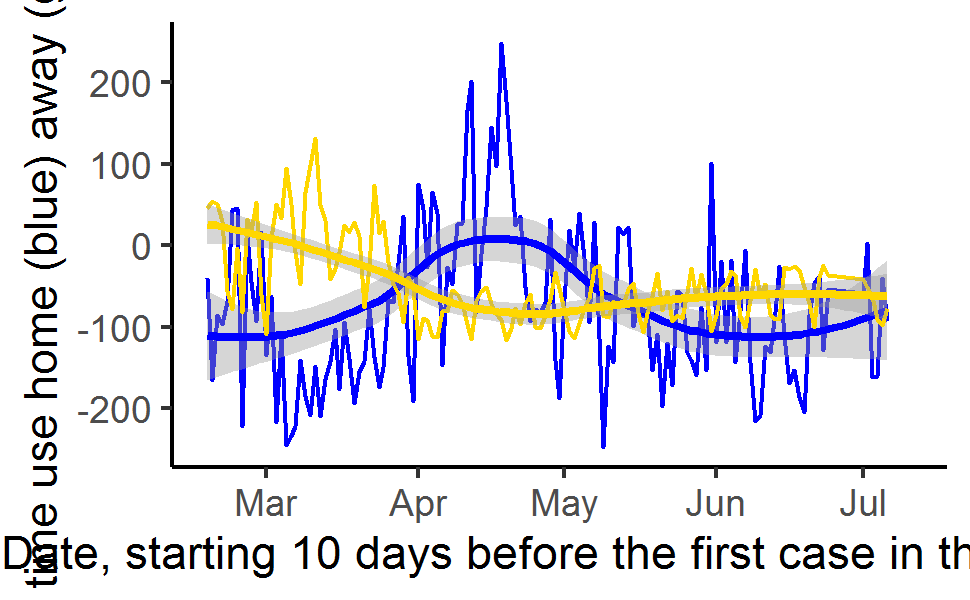 time use home (blue) away (
200
100
0
-100
-200
Mar Apr May Jun Jul
Date, starting 10 days before the first case in th